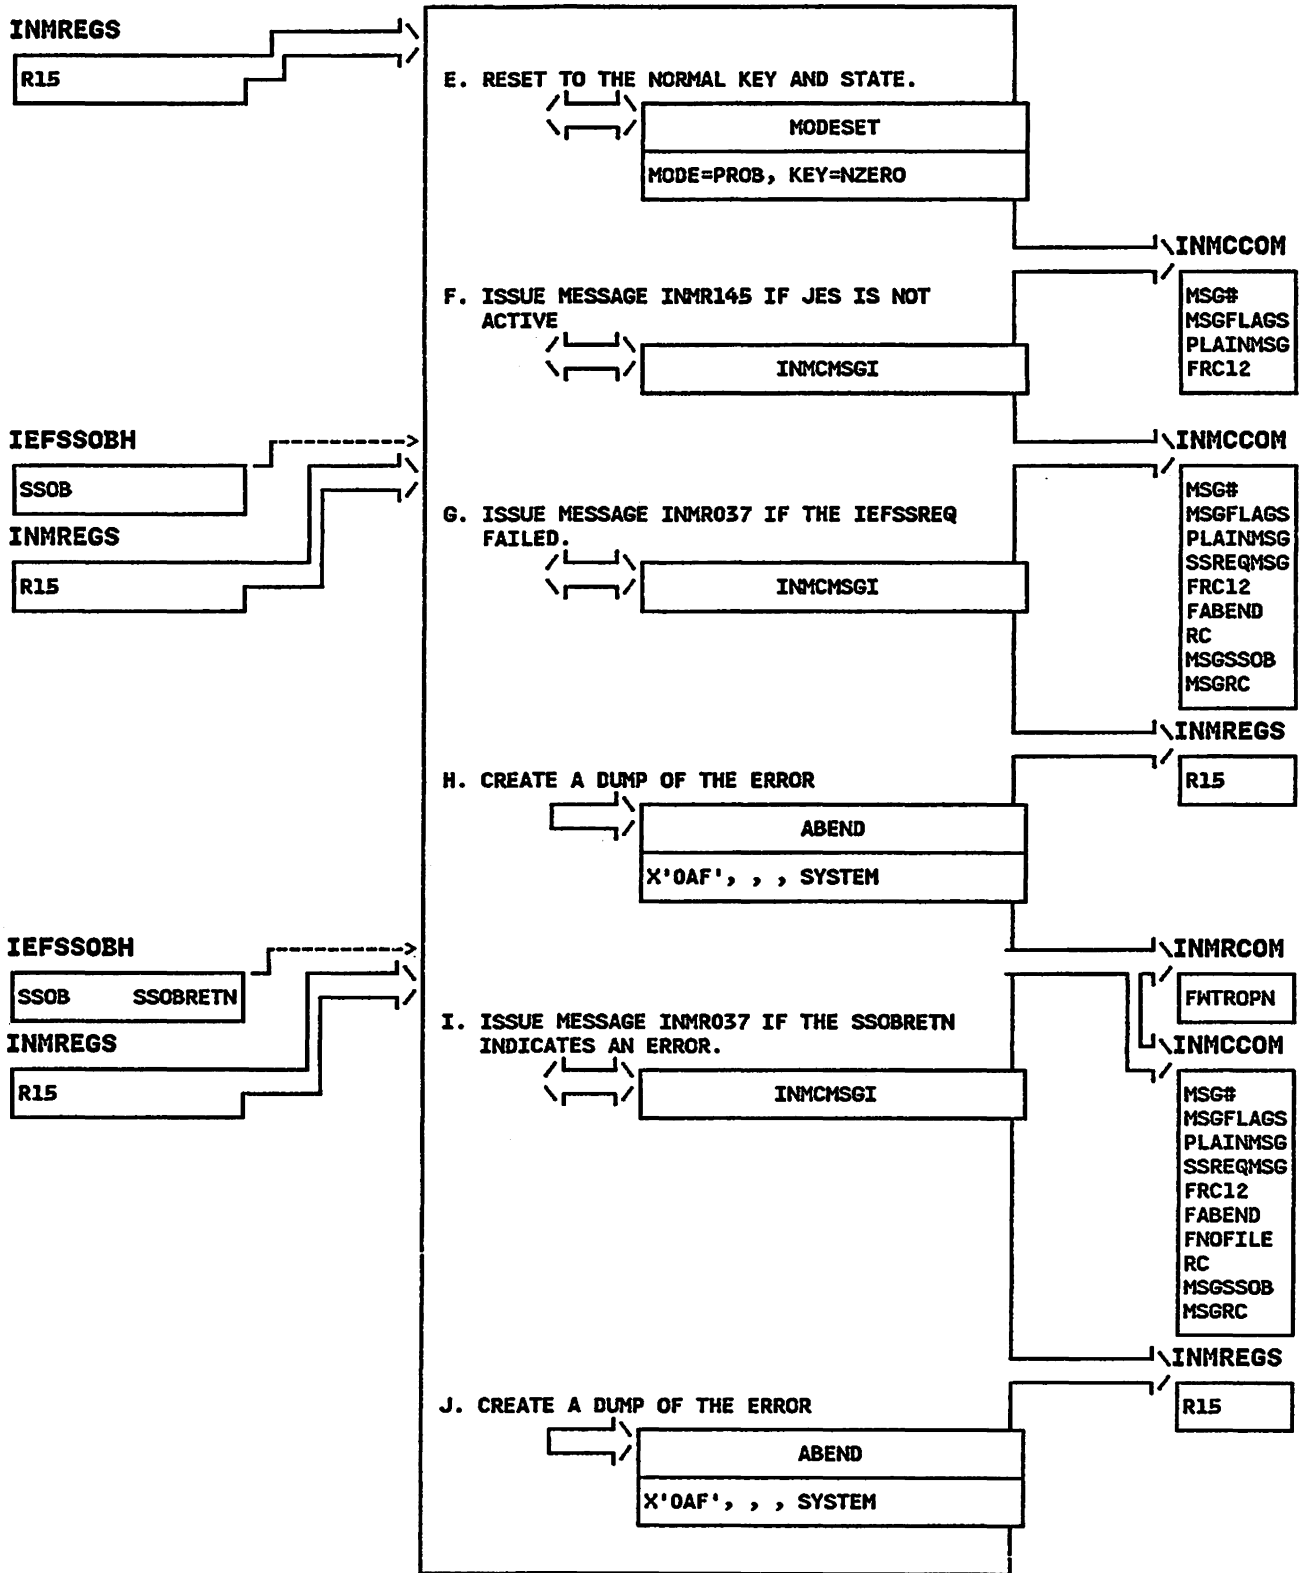 INMREGS
R15
E. RESET TO THE NORMAL KEY AND STATE.
MODESET
MODE=PROB, KEY=NZERO
INMCCOM
MSG#
MSGFLAGS
PLAINMSG
FRC12
F. ISSUE MESSAGE INMR145 IF JES IS NOT
ACTIVE
INMCMSGI
IEFSSOBH
SSOB
INMREGS
R15
INMCCOM
MSG#
MSGFLAGS
PLAINMSG
SSREQMSG
FRC12
FABEND
RC
MSGSSOB
MSGRC
G. ISSUE MESSAGE INMR037 IF THE IEFSSREQ
FAILED.
INMCMSGI
INMREGS
R15
H. CREATE A DUMP OF THE ERROR
ABEND
X'0AF', , , SYSTEM
IEFSSOBH
SSOB SSOBRETN
INMREGS
R15
INMRCOM
FWTROPN
INMCCOM
MSG#
MSGFLAGS
PLAINMSG
SSREQMSG
FRC12
FABEND
FNOFILE
RC
MSGSSOB
MSGRC
I. ISSUE MESSAGE INMR037 IF THE SSOBRETN
INDICATES AN ERROR.
INMCMSGI
INMREGS
R15
J. CREATE A DUMP OF THE ERROR
ABEND
X'0AF', , , SYSTEM